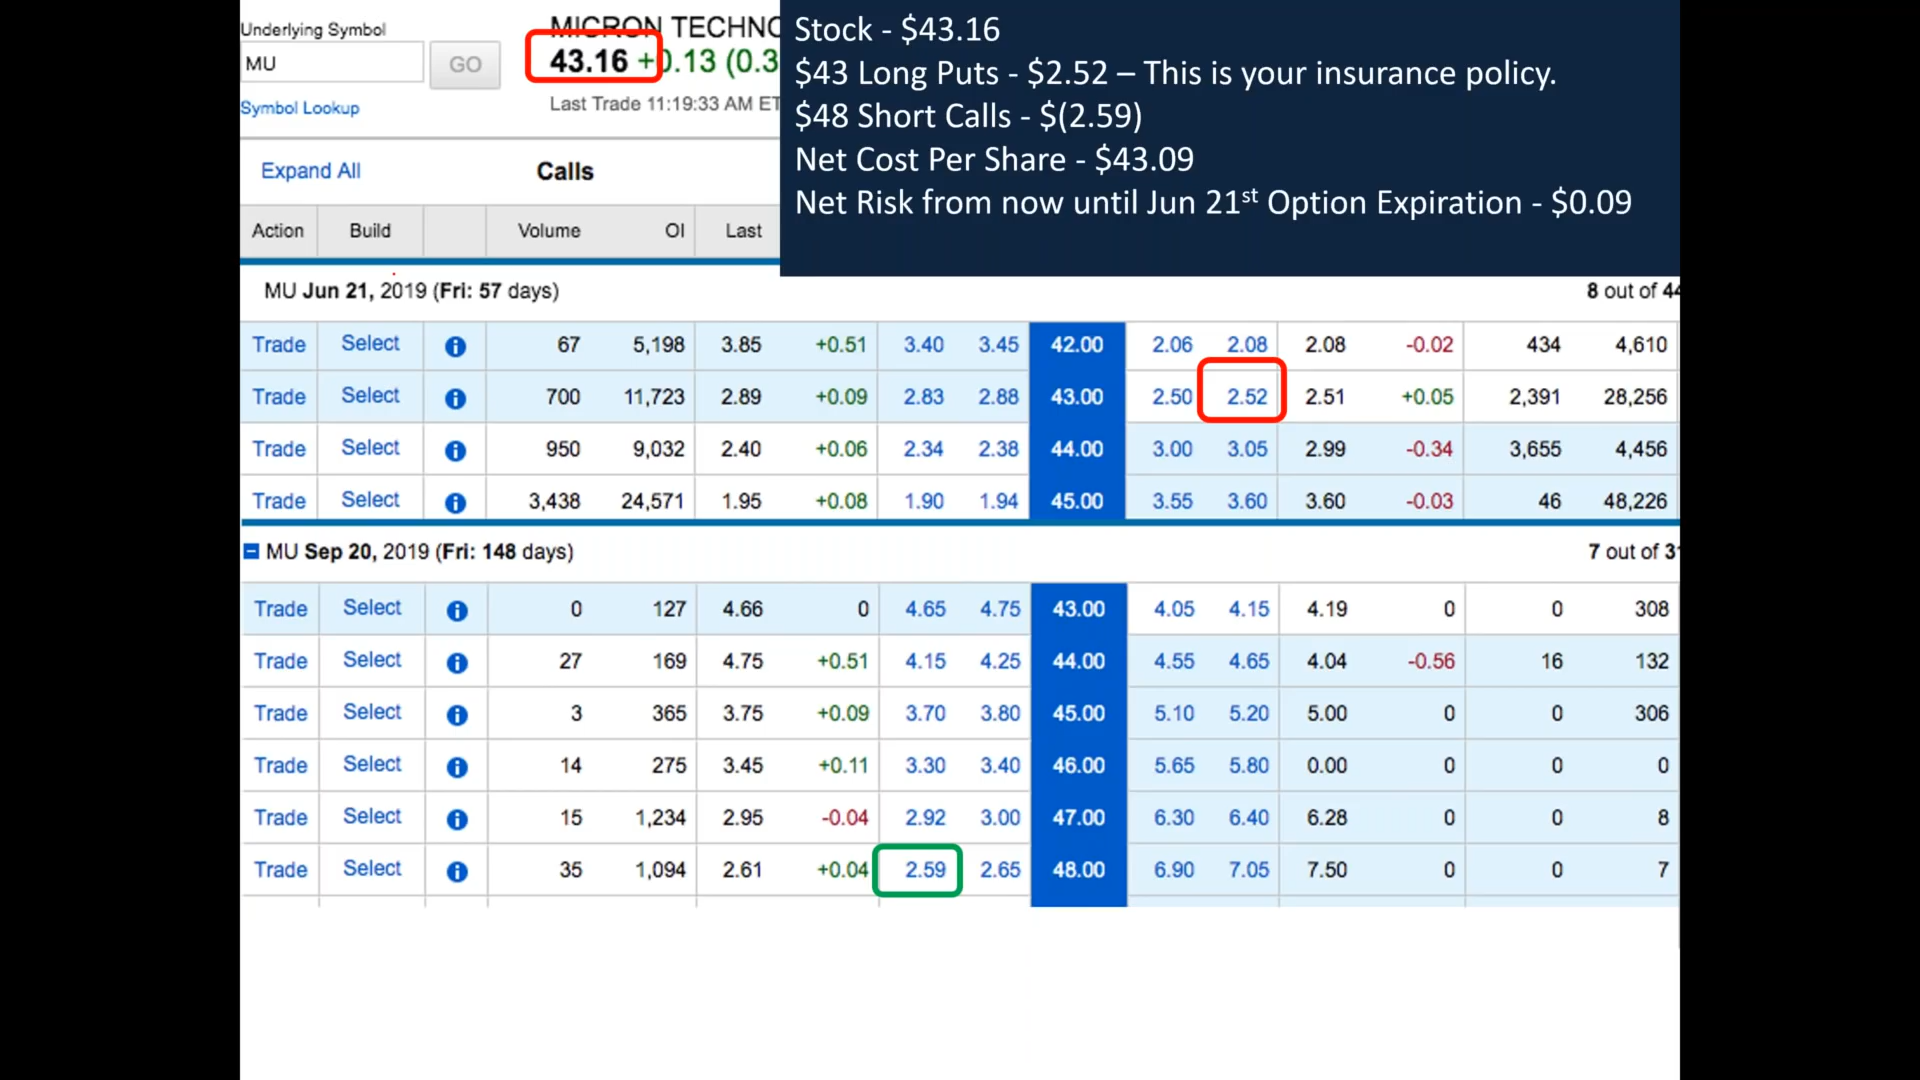 Underlying Symbol
MU
GO
Symbol Lookup
MICRON TECHNO
43.16 +0.13 (0.3
Last Trade 11:19:33 AM ET
Stock - $43.16
$43 Long Puts - $2.52 – This is your insurance policy.
$48 Short Calls - $(2.59)
Net Cost Per Share - $43.09
Net Risk from now until Jun 21st Option Expiration - $0.09
Expand All Calls
Action Build Volume OI Last
MU Jun 21, 2019 (Fri: 57 days) 8 out of 44
Trade Select i 67 5,198 3.85 +0.51 3.40 3.45 42.00 2.06 2.08 2.08 -0.02 434 4,610
Trade Select i 700 11,723 2.89 +0.09 2.83 2.88 43.00 2.50 2.52 2.51 +0.05 2,391 28,256
Trade Select i 950 9,032 2.40 +0.06 2.34 2.38 44.00 3.00 3.05 2.99 -0.34 3,655 4,456
Trade Select i 3,438 24,571 1.95 +0.08 1.90 1.94 45.00 3.55 3.60 3.60 -0.03 46 48,226
MU Sep 20, 2019 (Fri: 148 days) 7 out of 31
Trade Select i 0 127 4.66 0 4.65 4.75 43.00 4.05 4.15 4.19 0 0 308
Trade Select i 27 169 4.75 +0.51 4.15 4.25 44.00 4.55 4.65 4.04 -0.56 16 132
Trade Select i 3 365 3.75 +0.09 3.70 3.80 45.00 5.10 5.20 5.00 0 0 306
Trade Select i 14 275 3.45 +0.11 3.30 3.40 46.00 5.65 5.80 0.00 0 0 0
Trade Select i 15 1,234 2.95 -0.04 2.92 3.00 47.00 6.30 6.40 6.28 0 0 8
Trade Select i 35 1,094 2.61 +0.04 2.59 2.65 48.00 6.90 7.05 7.50 0 0 7